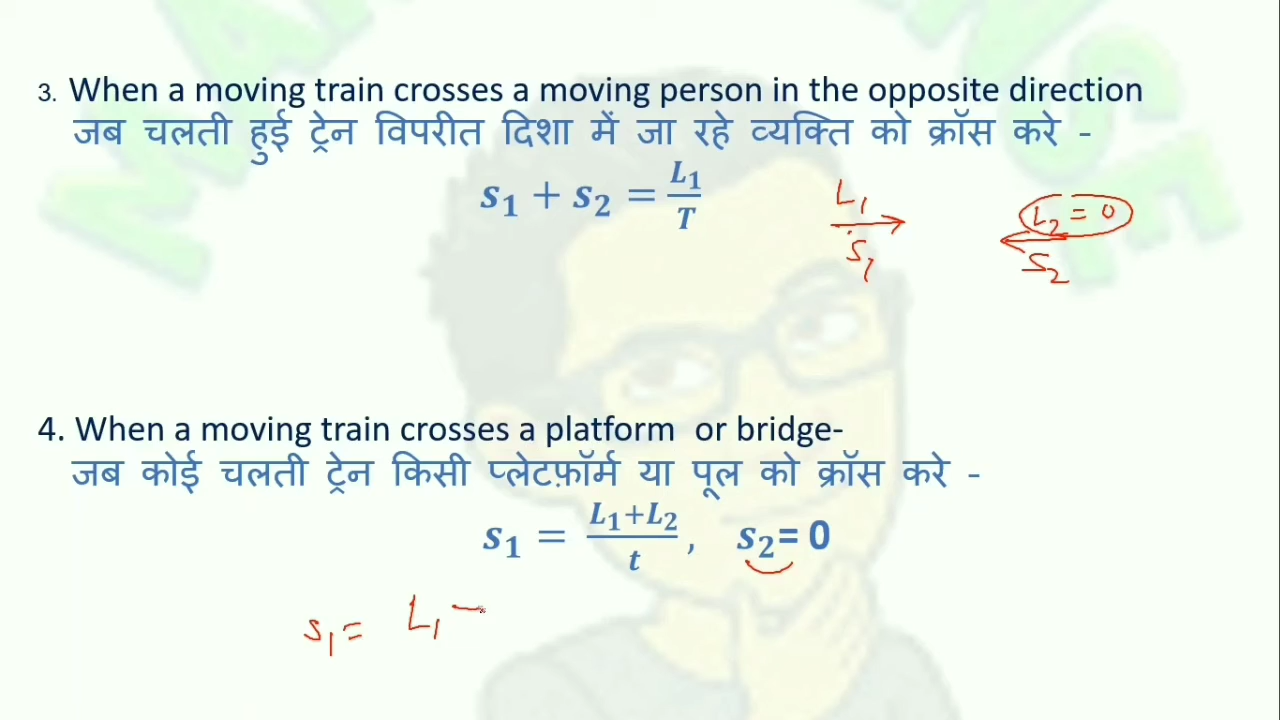 3. When a moving train crosses a moving person in the opposite direction
जब चलती हुई ट्रेन विपरीत दिशा में जा रहे व्यक्ति को क्रॉस करे -
s₁ + s₂ = L₁/T
L₁
S₁
L₂ = 0
S₂
4. When a moving train crosses a platform or bridge-
जब कोई चलती ट्रेन किसी प्लेटफ़ॉर्म या पूल को क्रॉस करे -
s₁ = (L₁+L₂)/t, s₂= 0
S₁ = L₁